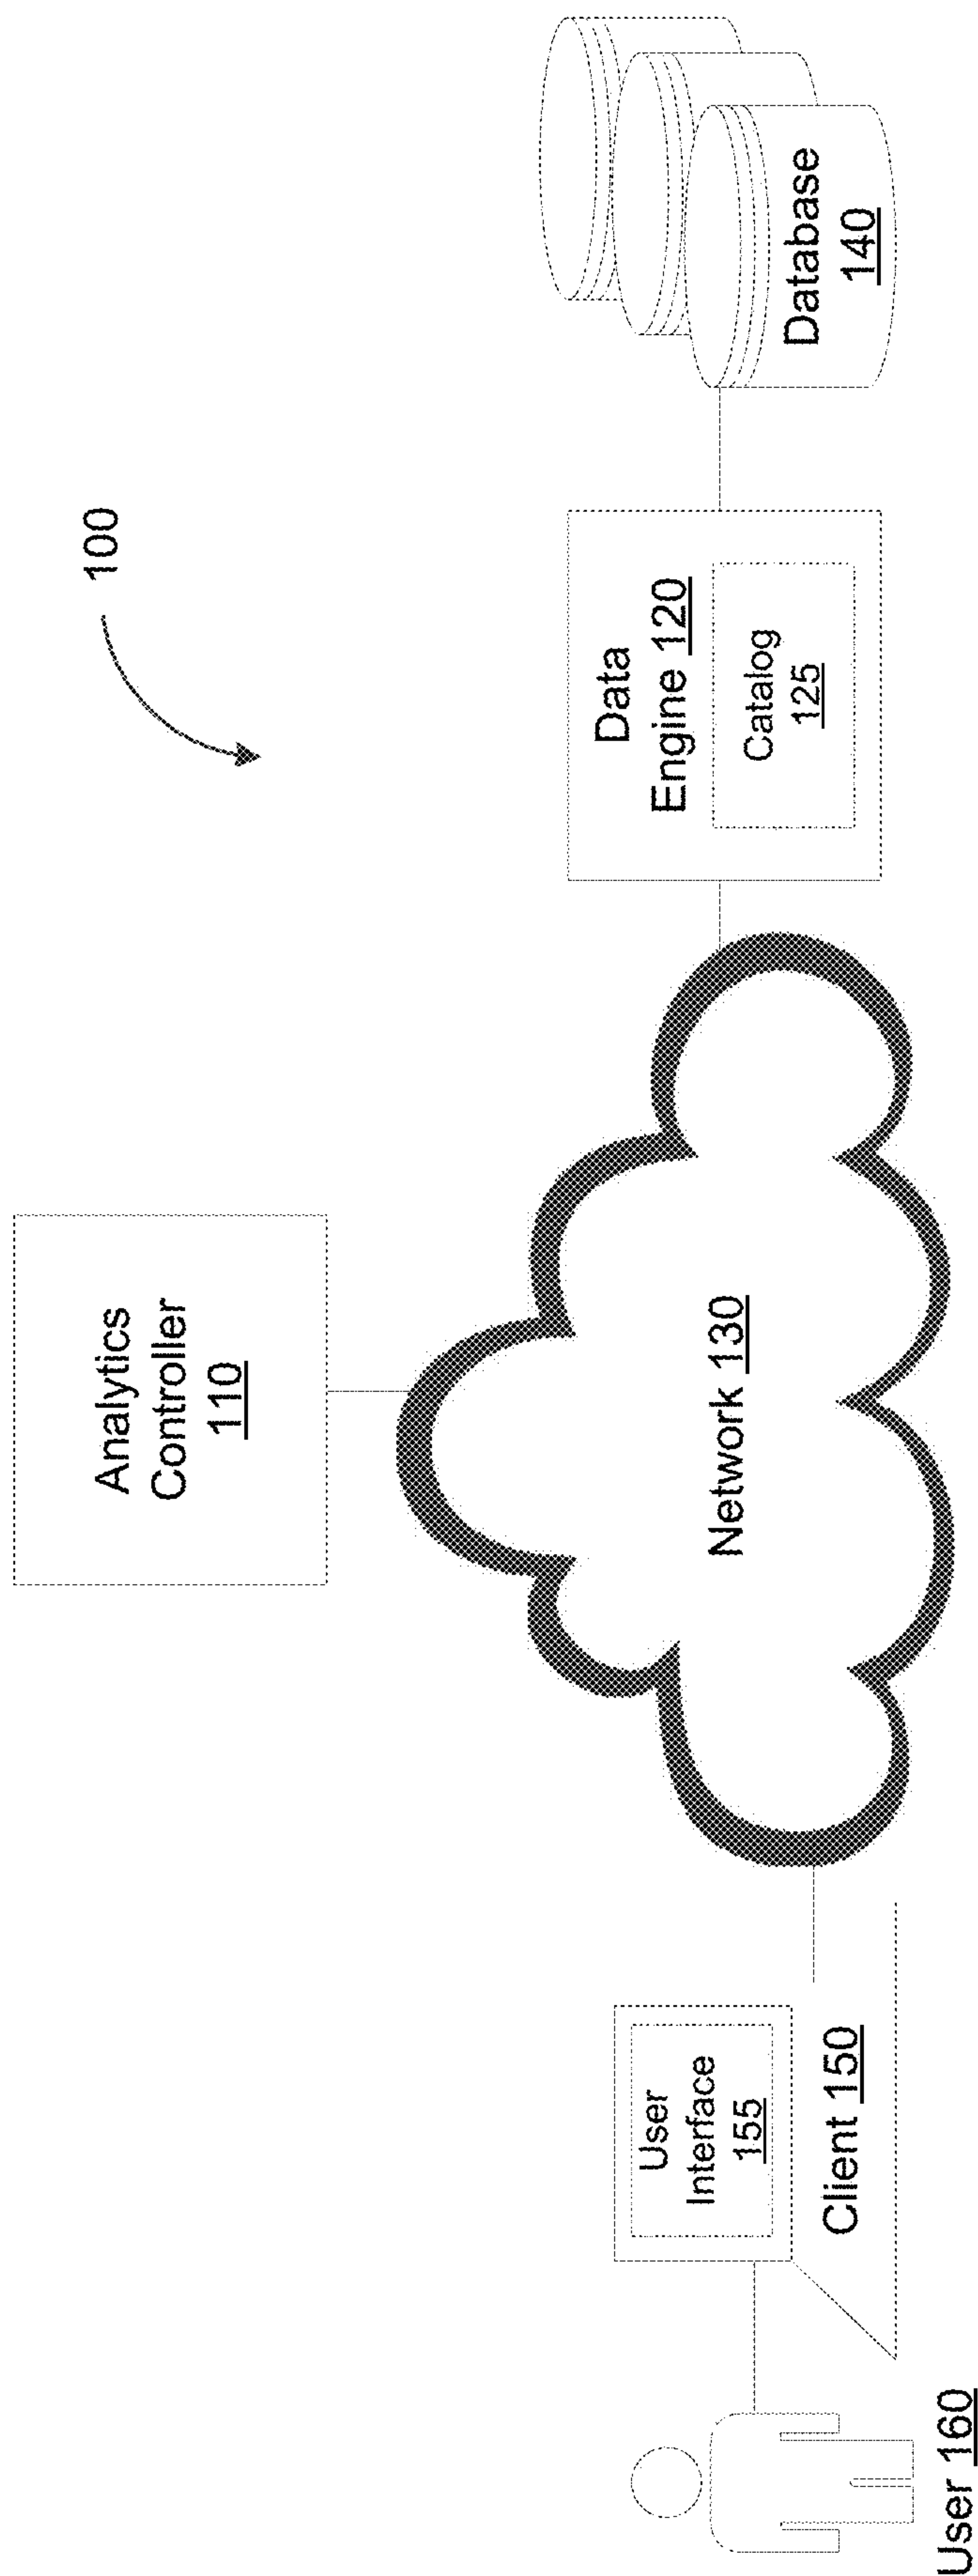 100
Analytics
Controller
110
User
Interface
155
Client 150
User 160
Network 130
Data
Engine 120
Catalog
125
Database
140